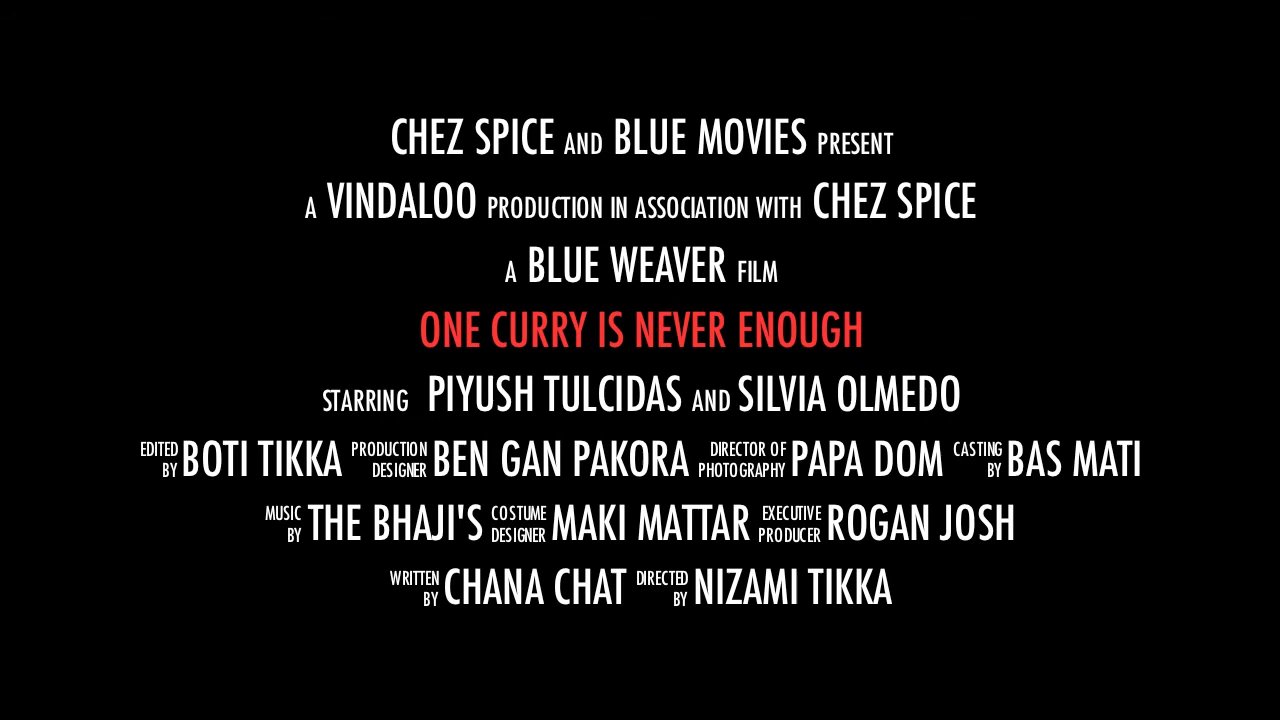 CHEZ SPICE AND BLUE MOVIES PRESENT
A VINDALOO PRODUCTION IN ASSOCIATION WITH CHEZ SPICE
A BLUE WEAVER FILM
ONE CURRY IS NEVER ENOUGH
STARRING PIYUSH TULCIDAS AND SILVIA OLMEDO
EDITED BY BOTI TIKKA PRODUCTION DESIGNER BEN GAN PAKORA DIRECTOR OF PHOTOGRAPHY PAPA DOM CASTING BY BAS MATI
MUSIC BY THE BHAJI'S COSTUME DESIGNER MAKI MATTAR EXECUTIVE PRODUCER ROGAN JOSH
WRITTEN BY CHANA CHAT DIRECTED BY NIZAMI TIKKA